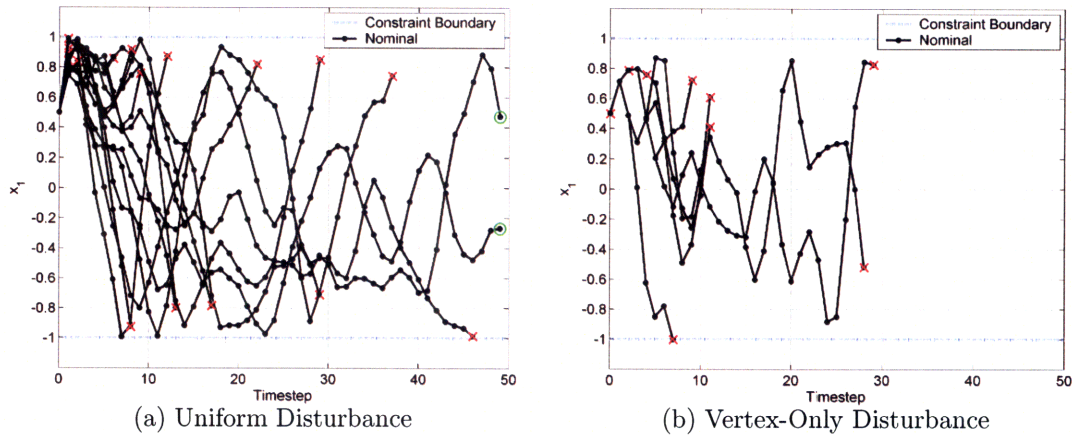 Constraint Boundary
Nominal
1
0.8
0.6
0.4
0.2
0
-0.2
-0.4
-0.6
-0.8
-1
x1
0 10 20 30 40 50
Timestep
(a) Uniform Disturbance
Constraint Boundary
Nominal
1
0.8
0.6
0.4
0.2
0
-0.2
-0.4
-0.6
-0.8
-1
x1
0 10 20 30 40 50
Timestep
(b) Vertex-Only Disturbance